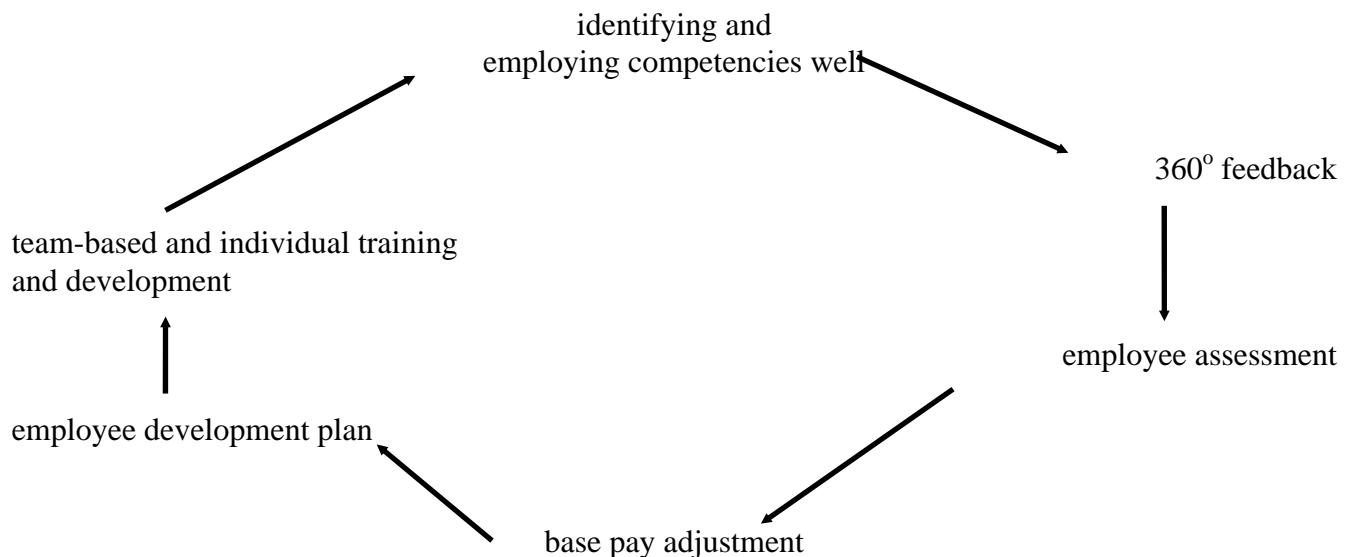 identifying and
employing competencies well
360° feedback
team-based and individual training
and development
employee assessment
employee development plan
base pay adjustment